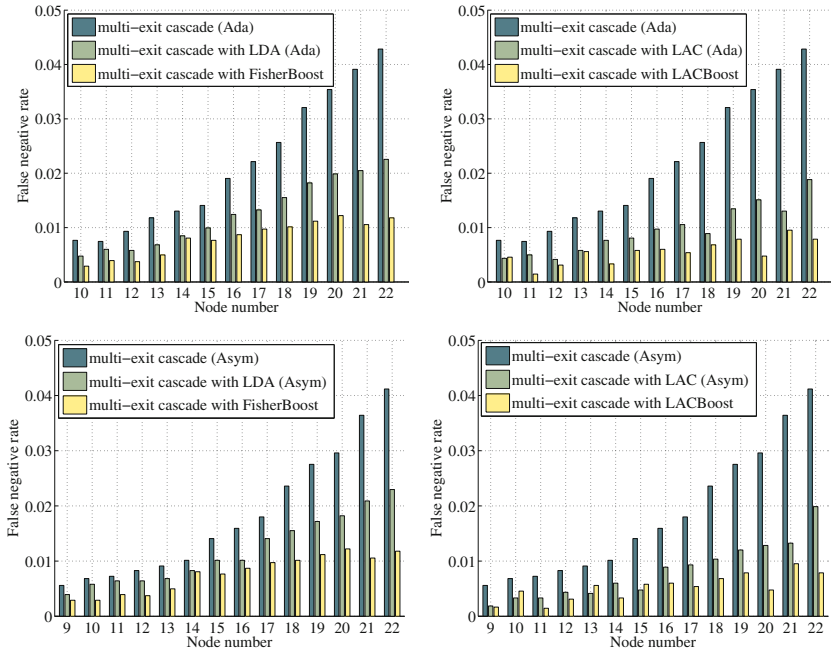 0.05
0.04
0.03
0.02
0.01
0
False negative rate
multi−exit cascade (Ada)
multi−exit cascade with LDA (Ada)
multi−exit cascade with FisherBoost
10 11 12 13 14 15 16 17 18 19 20 21 22
Node number
0.05
0.04
0.03
0.02
0.01
0
False negative rate
multi−exit cascade (Ada)
multi−exit cascade with LAC (Ada)
multi−exit cascade with LACBoost
10 11 12 13 14 15 16 17 18 19 20 21 22
Node number
0.05
0.04
0.03
0.02
0.01
0
False negative rate
multi−exit cascade (Asym)
multi−exit cascade with LDA (Asym)
multi−exit cascade with FisherBoost
9 10 11 12 13 14 15 16 17 18 19 20 21 22
Node number
0.05
0.04
0.03
0.02
0.01
0
False negative rate
multi−exit cascade (Asym)
multi−exit cascade with LAC (Asym)
multi−exit cascade with LACBoost
9 10 11 12 13 14 15 16 17 18 19 20 21 22
Node number